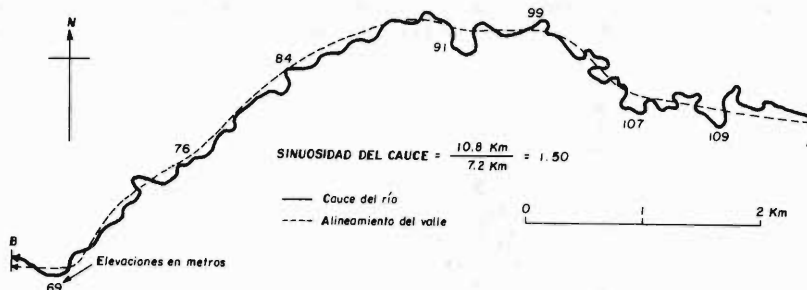 N
99
91
84
107
109
76
SINUOSIDAD DEL CAUCE = 10.8 Km / 7.2 Km = 1.50
Cauce del río
Alineamiento del valle
0 1 2 Km
B
Elevaciones en metros
69